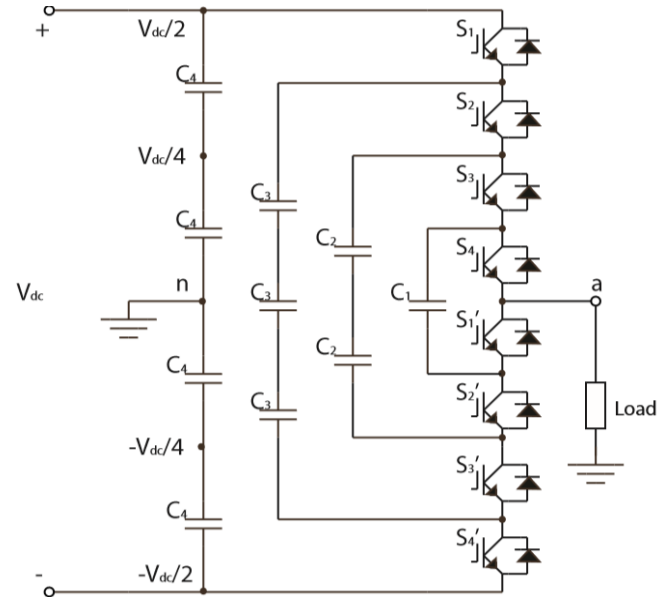 +
Vdc/2
C4
Vdc/4
C4
n
Vdc
C4
-Vdc/4
C4
-
-Vdc/2
C3
C3
C3
C2
C2
C1
S1
S2
S3
S4
a
S1'
S2'
Load
S3'
S4'